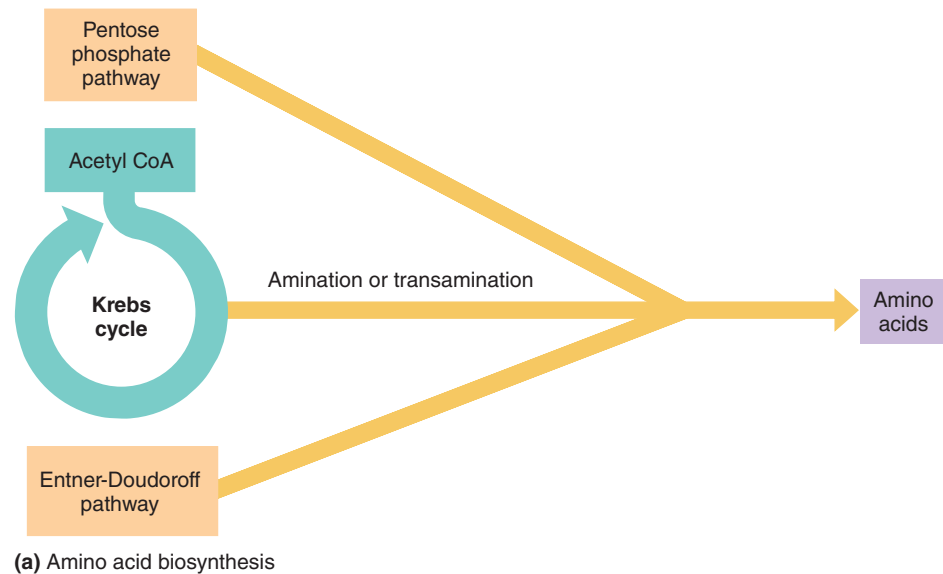 Pentose
phosphate
pathway
Acetyl CoA
Krebs
cycle
Amination or transamination
Amino
acids
Entner-Doudoroff
pathway
(a) Amino acid biosynthesis